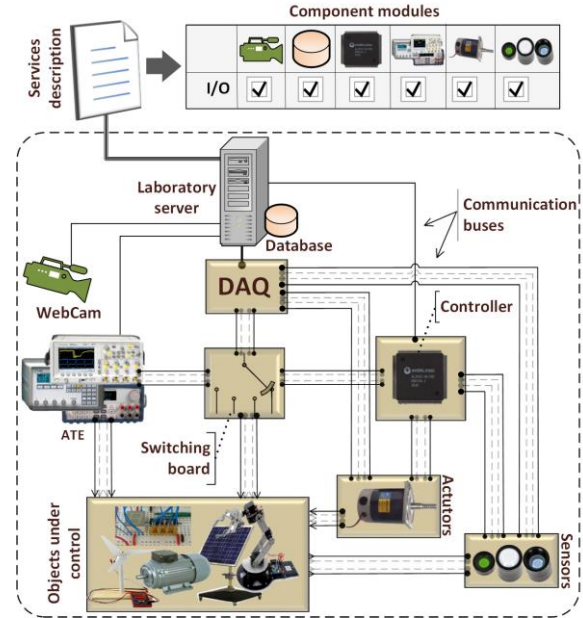 Component modules
Services
description
I/O
Laboratory
server
Database
Communication
buses
WebCam
DAQ
Controller
ATE
Switching
board
Actutors
Objects under
control
Sensors